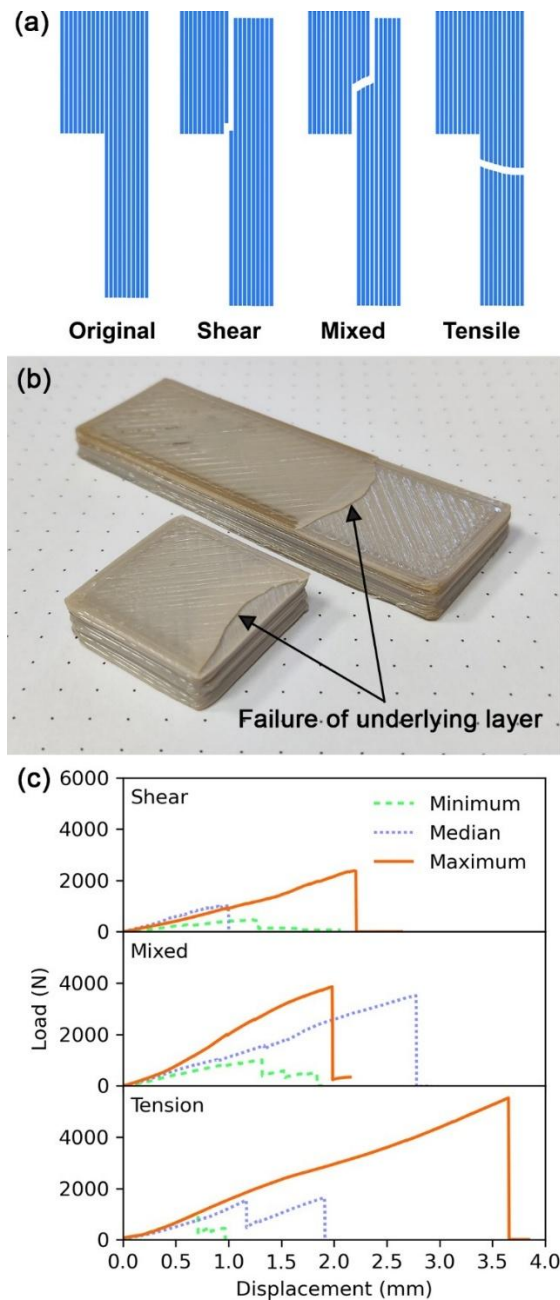 (a)
Original Shear Mixed Tensile
(b)
Failure of underlying layer
(c)
6000
Shear
Minimum
4000
Median
2000
Maximum
0
Mixed
4000
2000
0
Load (N)
Tension
4000
2000
0
0.0 0.5 1.0 1.5 2.0 2.5 3.0 3.5 4.0
Displacement (mm)